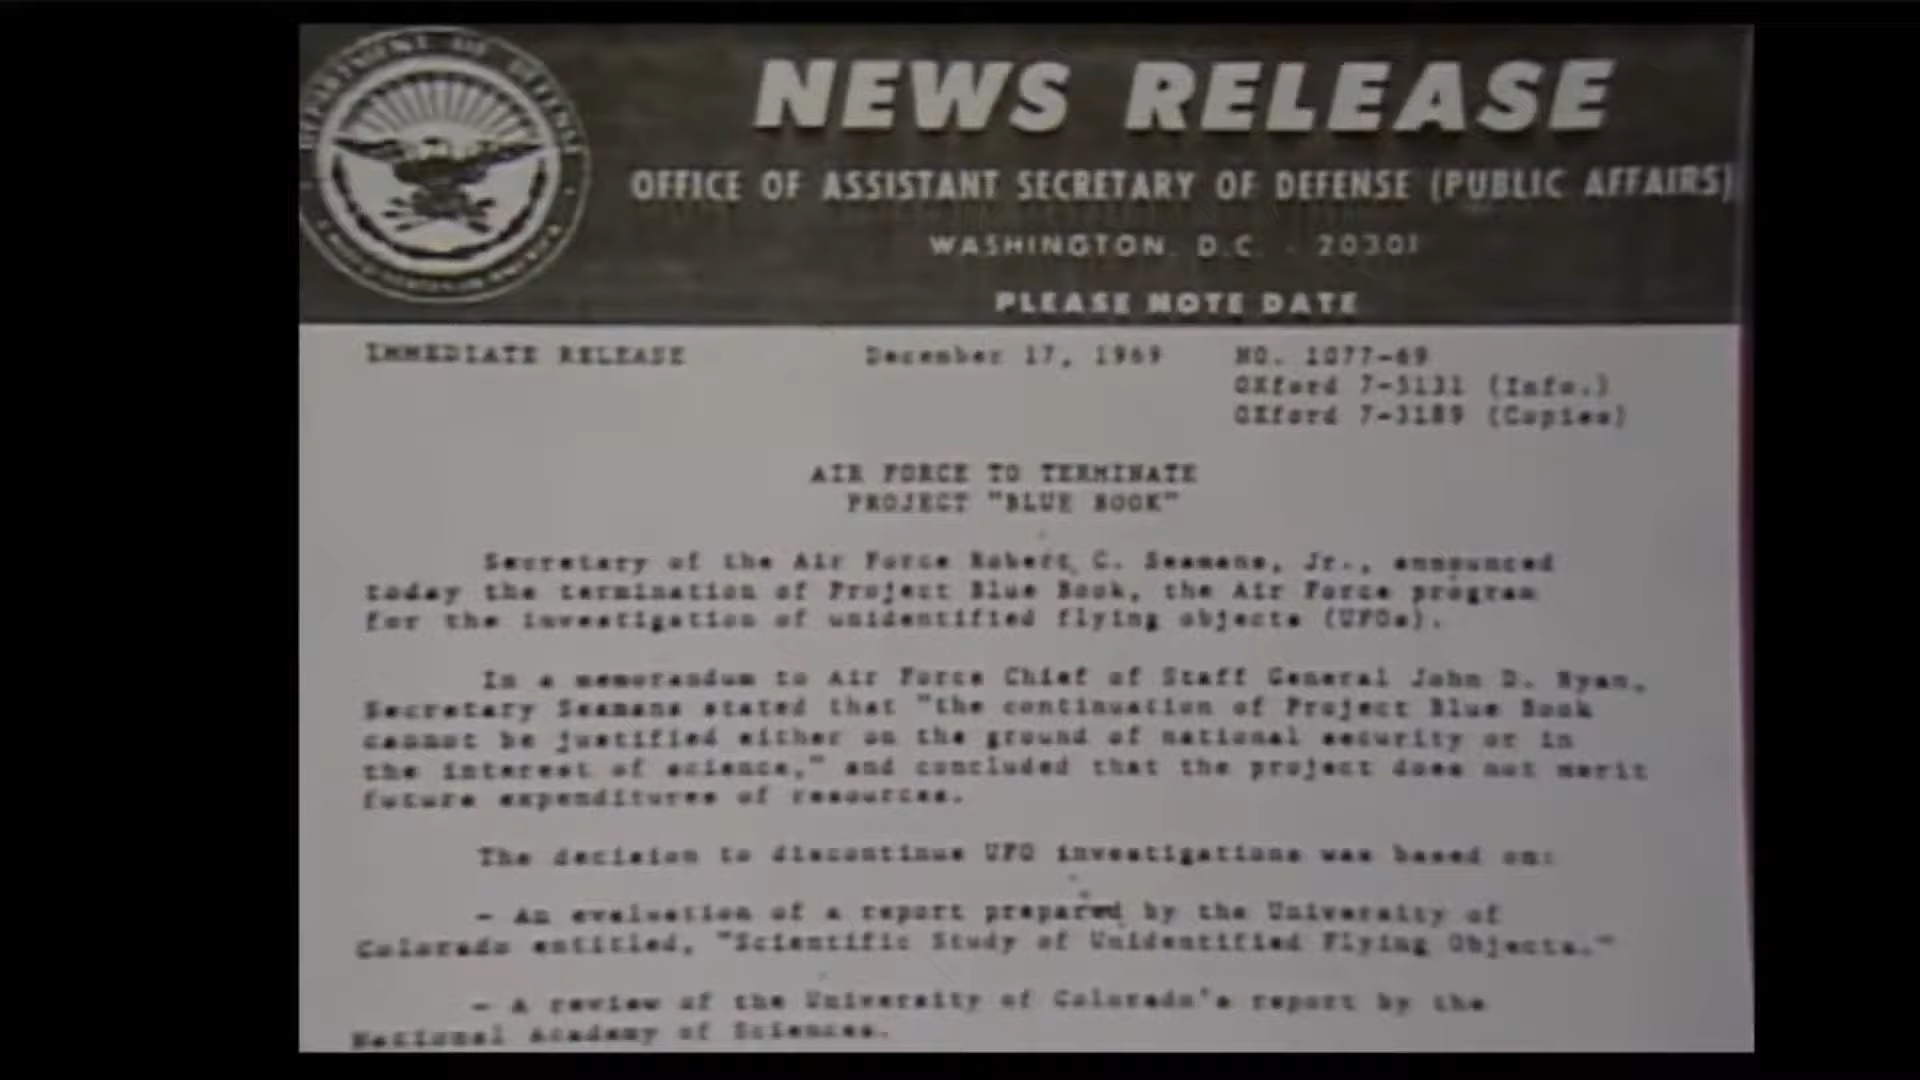 DEPARTMENT OF DEFENSE
UNITED STATES OF AMERICA
NEWS RELEASE
OFFICE OF ASSISTANT SECRETARY OF DEFENSE (PUBLIC AFFAIRS)
WASHINGTON, D.C. - 20301
PLEASE NOTE DATE
IMMEDIATE RELEASE December 17, 1969 NO. 1077-69
OXford 7-5131 (Info.)
OXford 7-3189 (Copies)
AIR FORCE TO TERMINATE
PROJECT "BLUE BOOK"
Secretary of the Air Force Robert C. Seamans, Jr., announced
today the termination of Project Blue Book, the Air Force program
for the investigation of unidentified flying objects (UFOs).
In a memorandum to Air Force Chief of Staff General John D. Ryan,
Secretary Seamans stated that "the continuation of Project Blue Book
cannot be justified either on the ground of national security or in
the interest of science," and concluded that the project does not merit
future expenditures of resources.
The decision to discontinue UFO investigations was based on:
- An evaluation of a report prepared by the University of
Colorado entitled, "Scientific Study of Unidentified Flying Objects."
- A review of the University of Colorado's report by the
National Academy of Sciences.